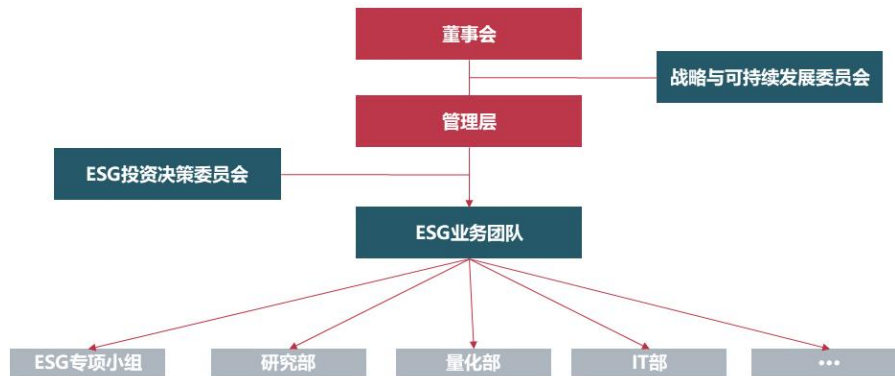 董事会
战略与可持续发展委员会
管理层
ESG投资决策委员会
ESG业务团队
ESG专项小组
研究部
量化部
IT部
•••